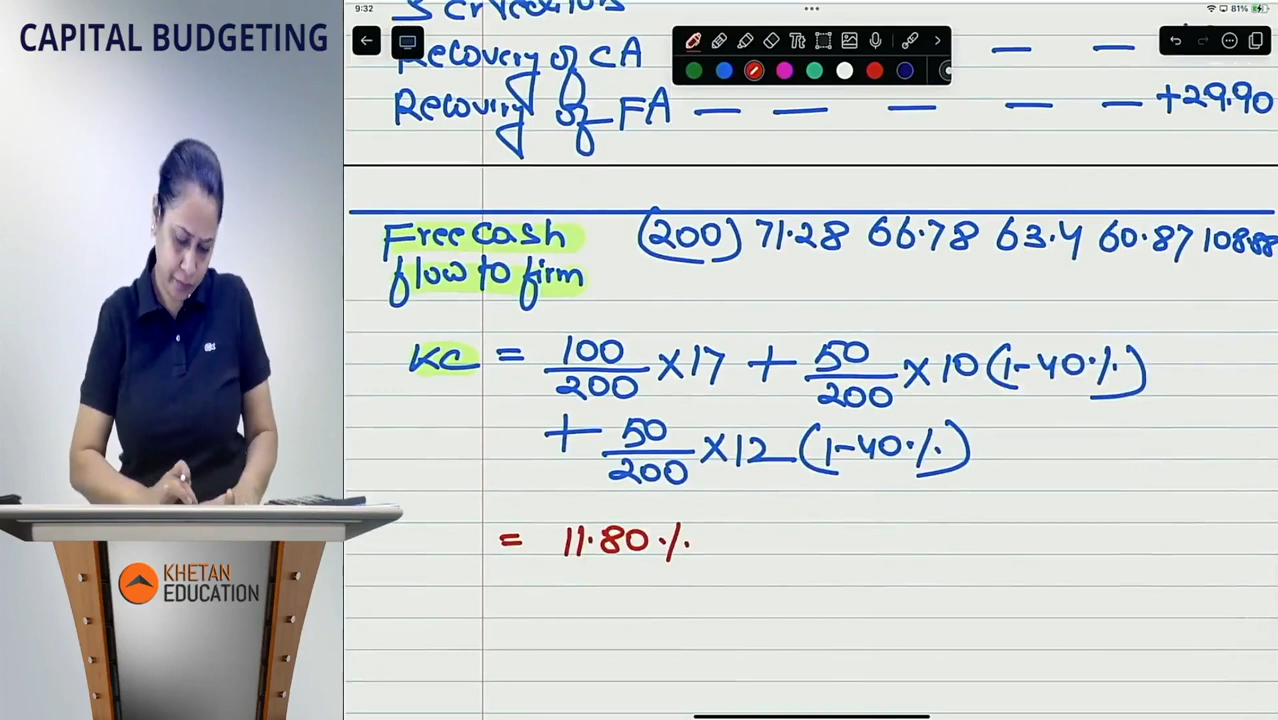 CAPITAL BUDGETING
9:32
81%
Recovery of CA — —
Recovery of FA — — — — — +29.90
Free cash flow to firm (200) 71.28 66.78 63.4 60.87 108.88
KC = 100/200 × 17 + 50/200 × 10 (1-40%)
+ 50/200 × 12 (1-40%)
= 11.80%
KHETAN
EDUCATION